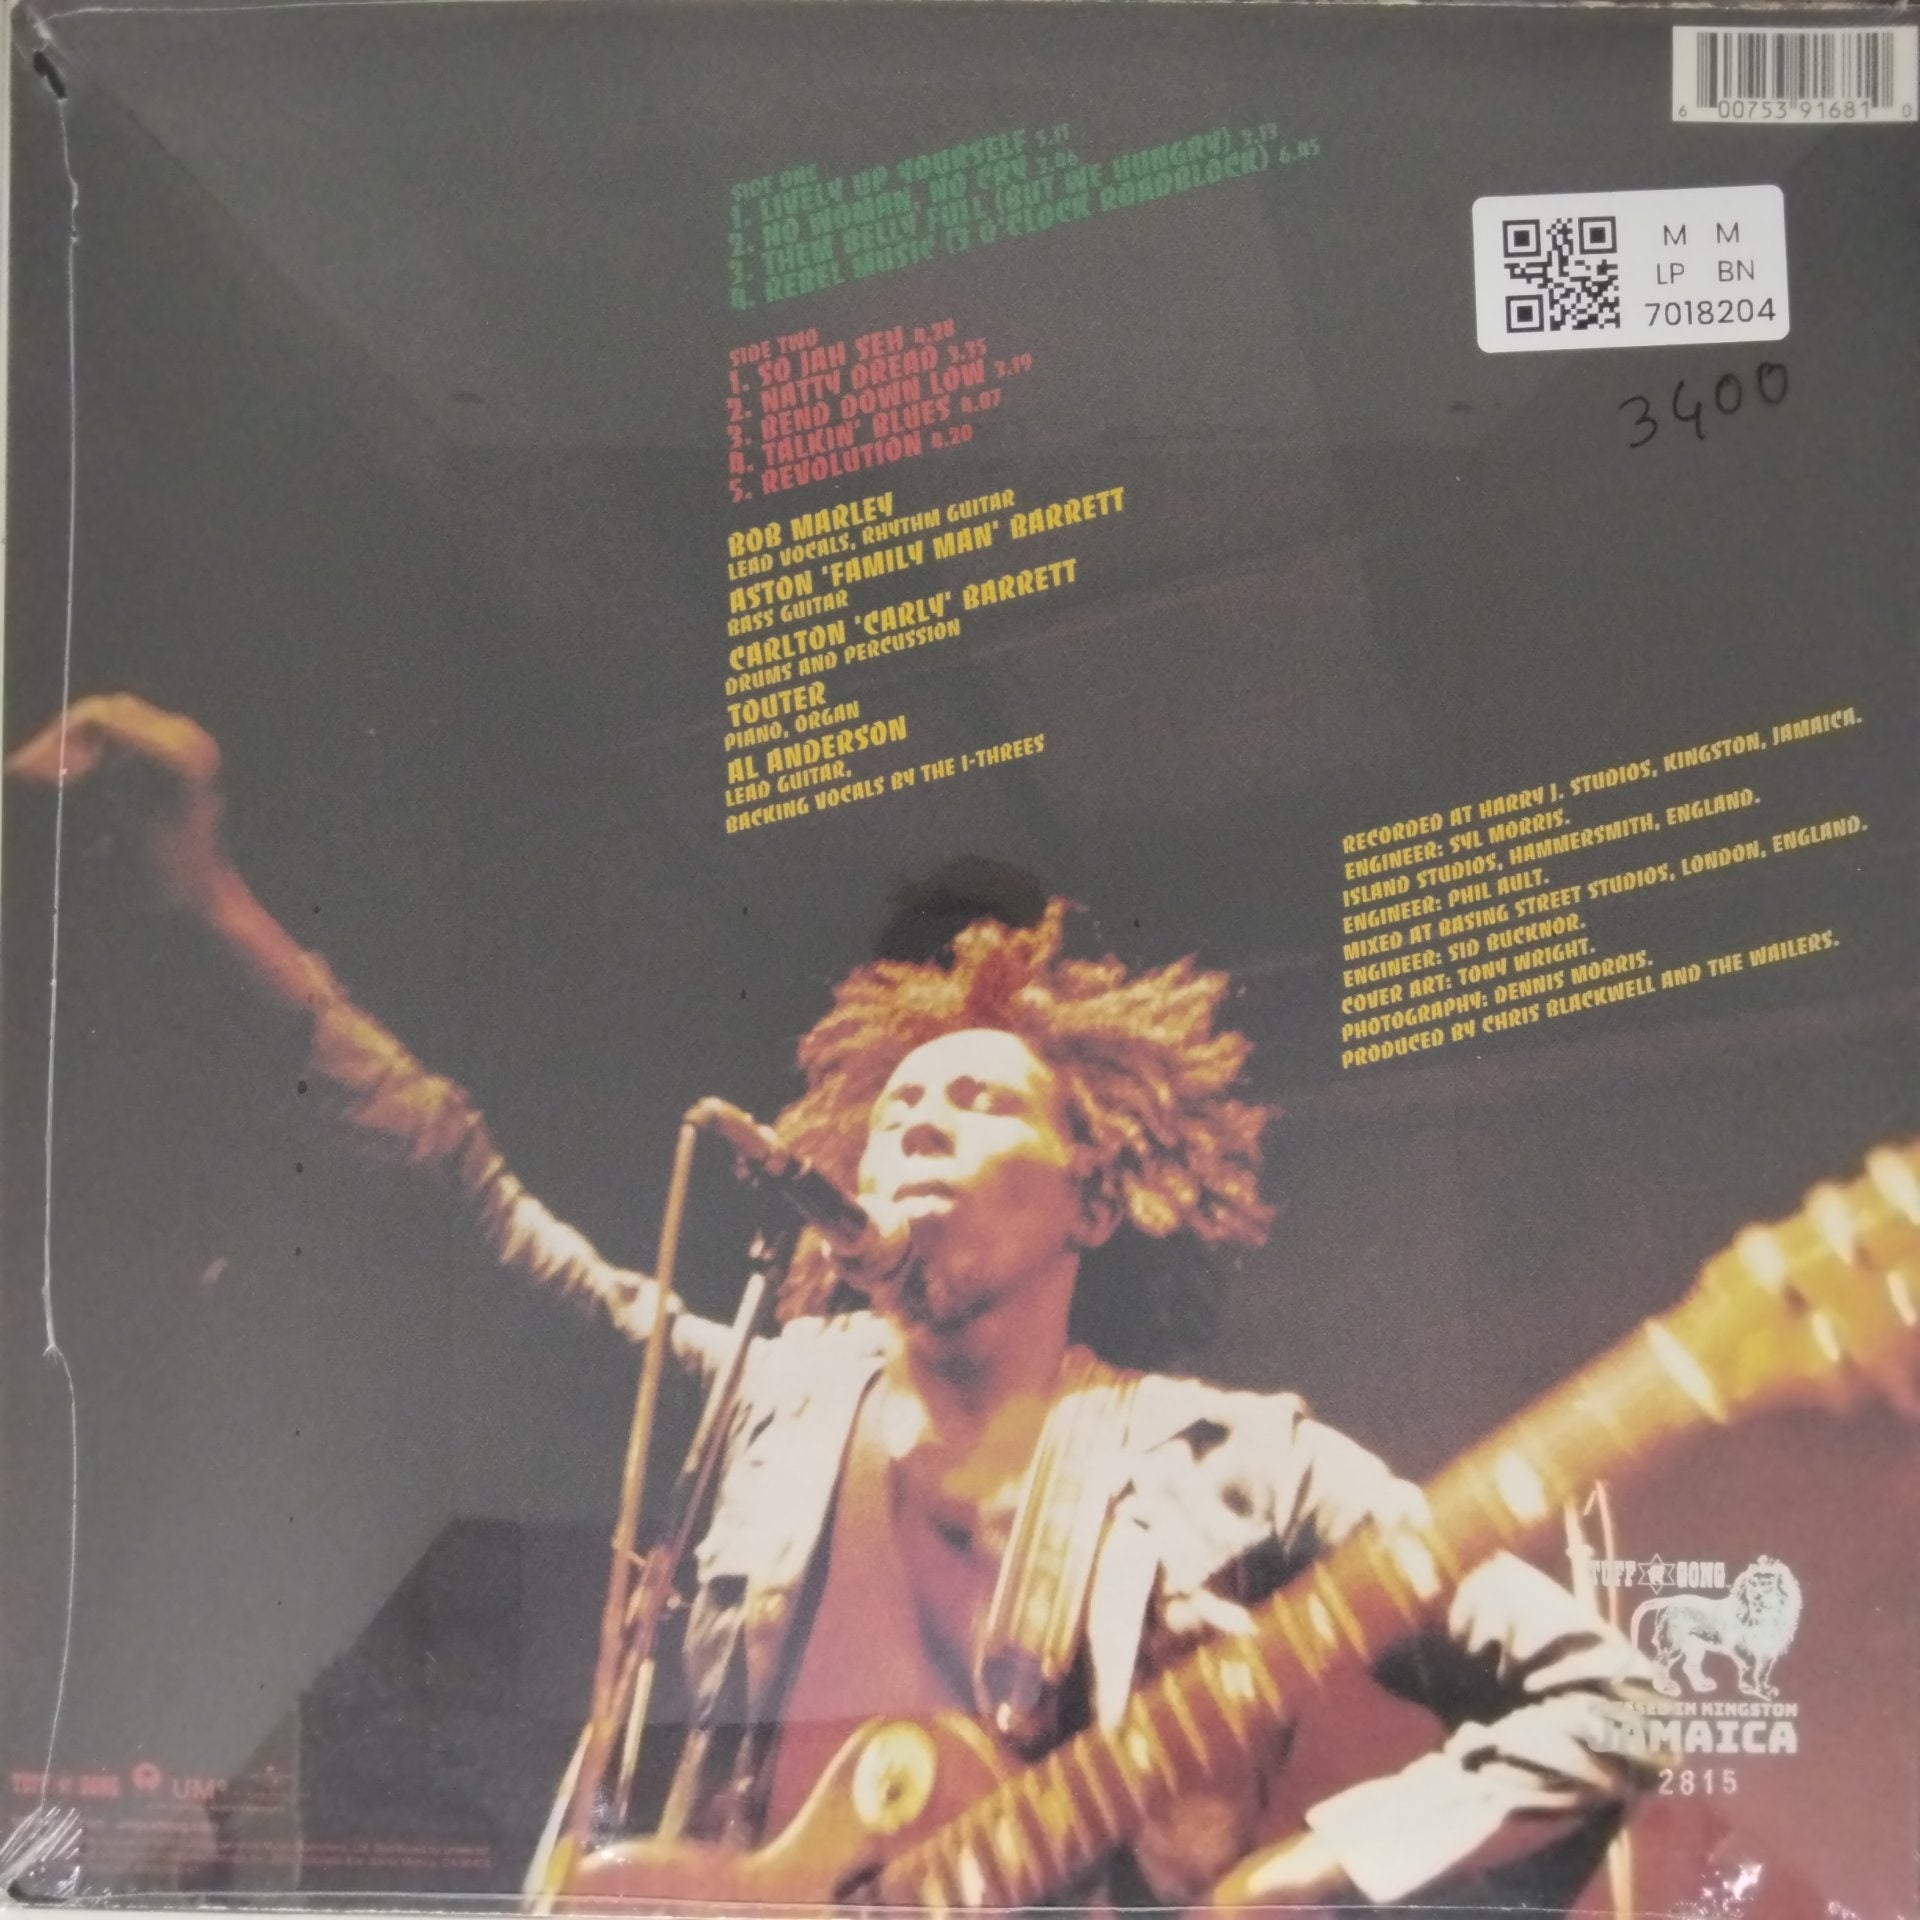 6 00753 91681 0
M M
LP BN
7018204
3400
SIDE ONE
1. LIVELY UP YOURSELF 5.11
2. NO WOMAN, NO CRY 3.46
3. THEM BELLY FULL (BUT WE HUNGRY) 3.13
4. REBEL MUSIC (3 O'CLOCK ROADBLOCK) 6.45
SIDE TWO
1. SO JAH SEH 4.28
2. NATTY DREAD 3.35
3. BEND DOWN LOW 3.19
4. TALKIN' BLUES 4.07
5. REVOLUTION 4.20
BOB MARLEY
LEAD VOCALS, RHYTHM GUITAR
ASTON 'FAMILY MAN' BARRETT
BASS GUITAR
CARLTON 'CARLY' BARRETT
DRUMS AND PERCUSSION
TOUTER
PIANO, ORGAN
AL ANDERSON
LEAD GUITAR,
BACKING VOCALS BY THE I-THREES
RECORDED AT HARRY J. STUDIOS, KINGSTON, JAMAICA.
ENGINEER: SYL MORRIS.
ISLAND STUDIOS, HAMMERSMITH, ENGLAND.
ENGINEER: PHIL AULT.
MIXED AT BASING STREET STUDIOS, LONDON, ENGLAND.
ENGINEER: SID BUCKNOR.
COVER ART: TONY WRIGHT.
PHOTOGRAPHY: DENNIS MORRIS.
PRODUCED BY CHRIS BLACKWELL AND THE WAILERS.
TUFF GONG
PRESSED IN KINGSTON
JAMAICA
2815
TUFF GONG UMe